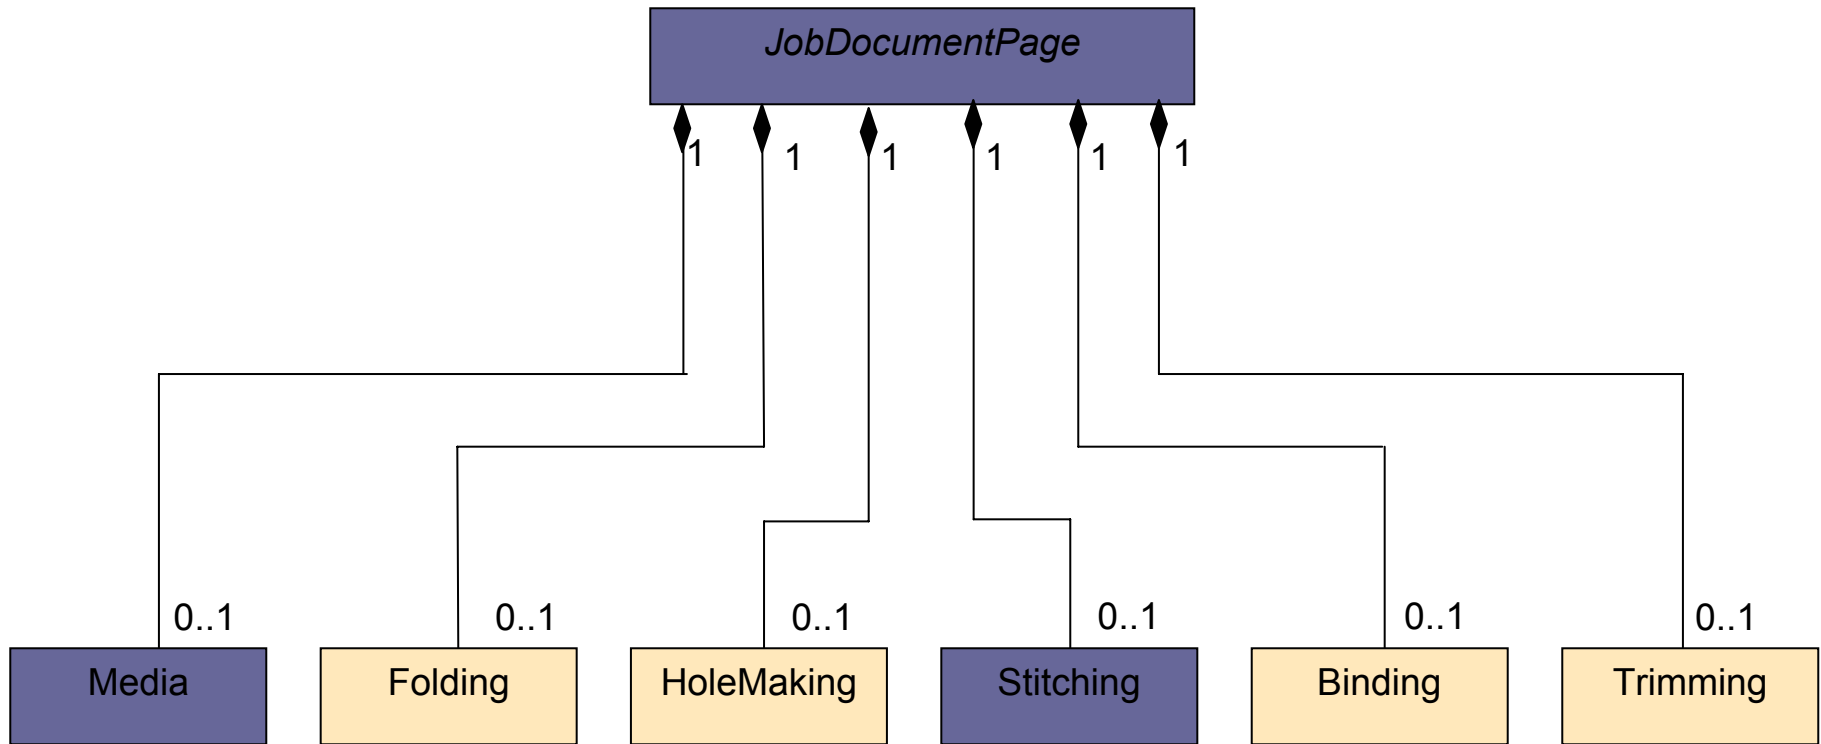 JobDocumentPage
1
1
1
1
1
1
0..1
0..1
0..1
0..1
0..1
0..1
Media
Folding
HoleMaking
Stitching
Binding
Trimming